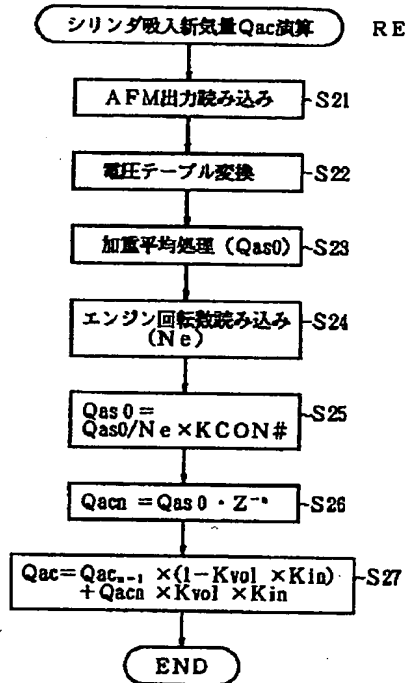 シリンダ吸入新気量Qac演算
RE
AFM出力読み込み
S21
電圧テーブル変換
S22
加重平均処理 (Qas0)
S23
エンジン回転数読み込み
(Ne)
S24
Qas0=
Qas0/Ne×KCON#
S25
Qacn=Qas0・Z⁻ⁿ
S26
Qac=Qacₙ₋₁×(1-Kvol×Kin)
+Qacn×Kvol×Kin
S27
END